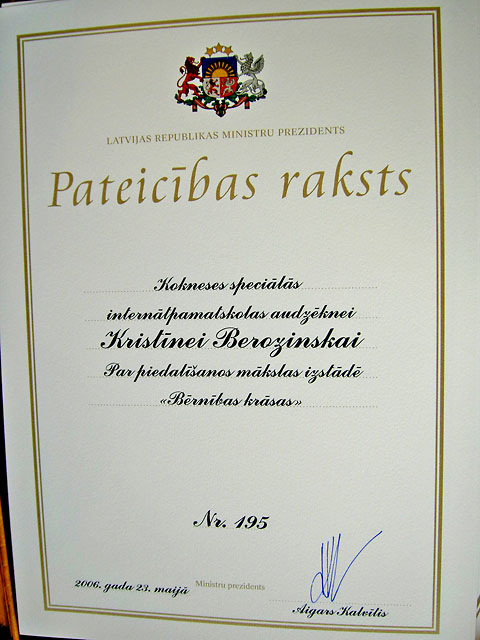 LATVIJAS REPUBLIKAS MINISTRU PREZIDENTS
Pateicības raksts
Kokneses speciālās
internātpamatskolas audzēknei
Kristīnei Berozinskai
Par piedalīšanos mākslas izstādē
«Bērnības krāsas»
Nr. 195
2006. gada 23. maijā
Ministru prezidents
Aigars Kalvītis